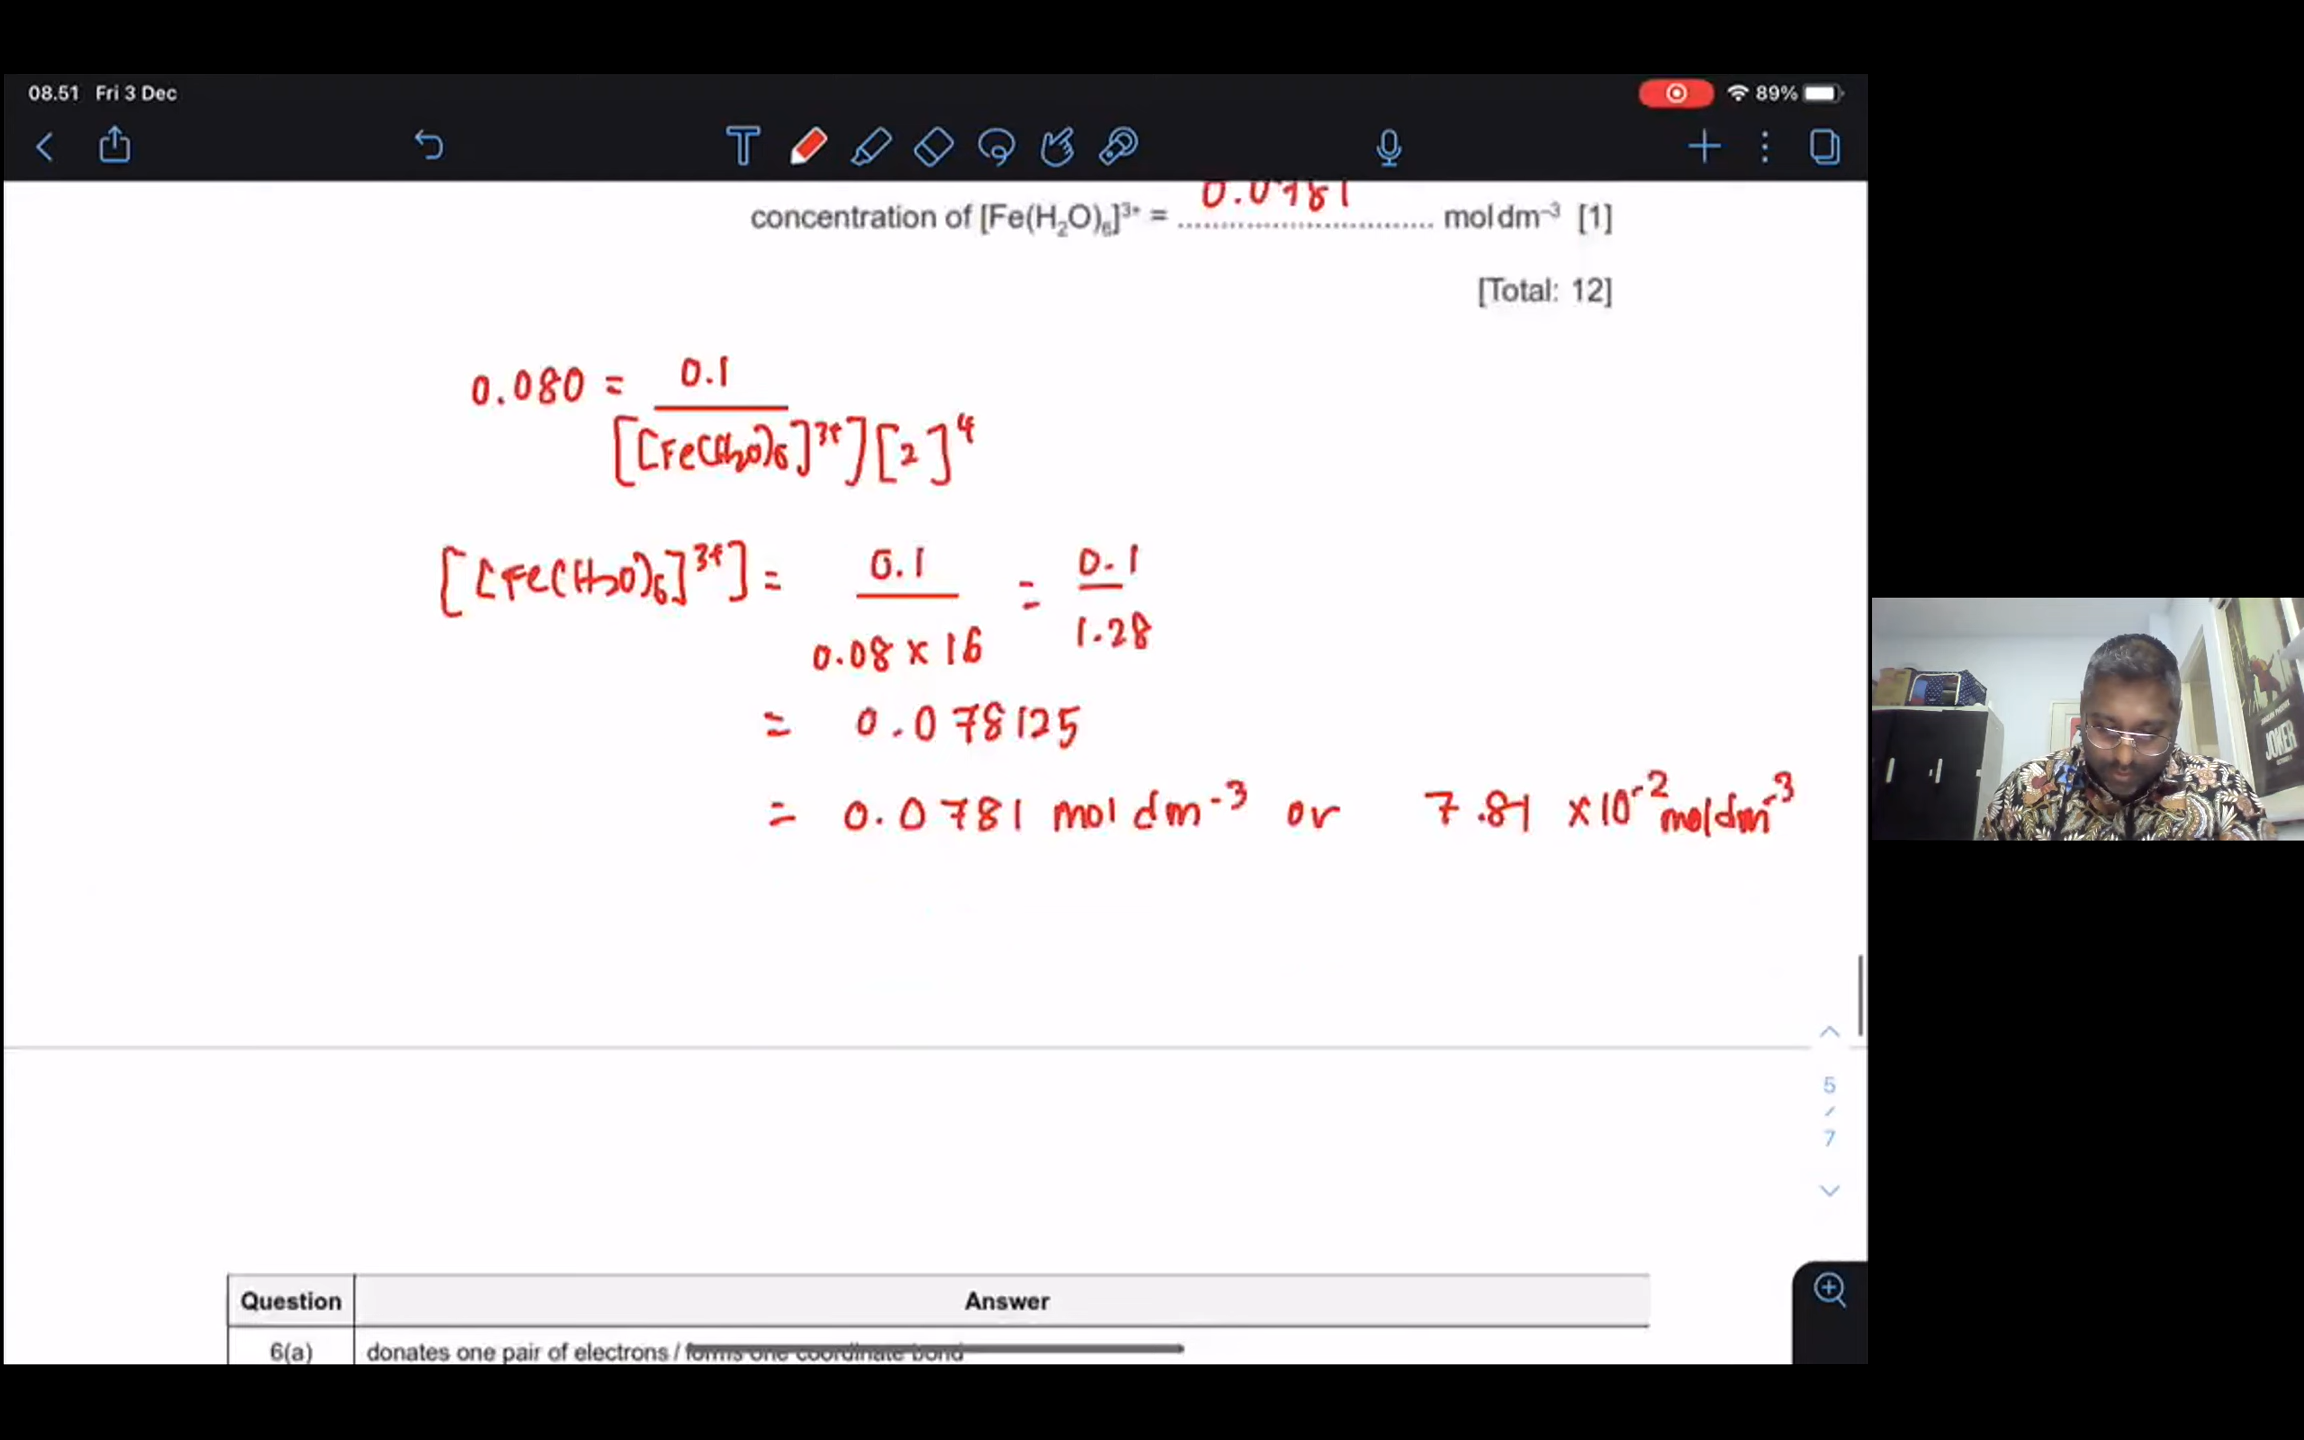 08.51 Fri 3 Dec
89%
0.0781
concentration of [Fe(H₂O)₆]³⁺ = .............................. mol dm⁻³ [1]
[Total: 12]
0.080 = 0.1
[[Fe(H₂O)₆]³⁺][2]⁴
[[Fe(H₂O)₆]³⁺] = 0.1 = 0.1
0.08 × 16 1.28
= 0.078125
= 0.0781 mol dm⁻³ or 7.81 × 10⁻² mol dm⁻³
5
/
7
Question Answer
6(a) donates one pair of electrons / forms one coordinate bond
JOKER